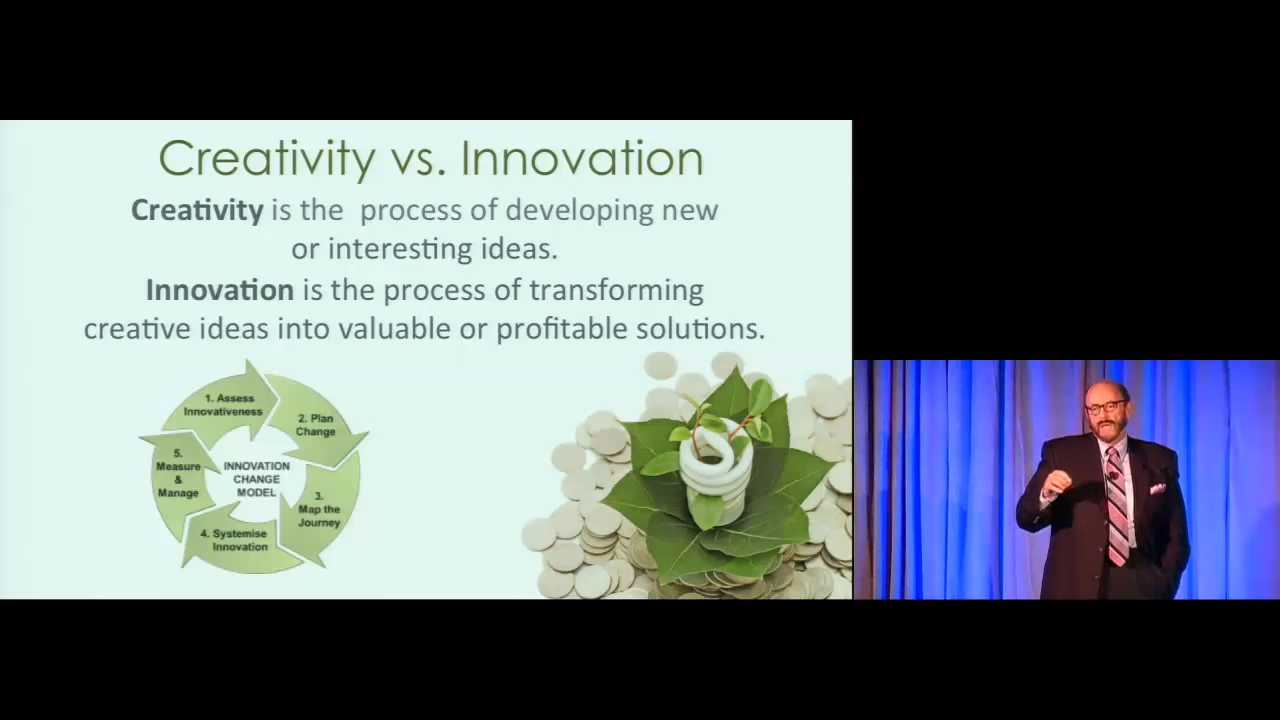 Creativity vs. Innovation
Creativity is the  process of developing new
or interesting ideas.
Innovation is the process of transforming
creative ideas into valuable or profitable solutions.
1. Assess
Innovativeness
2. Plan
Change
3.
Map the
Journey
4. Systemise
Innovation
5.
Measure
&
Manage
INNOVATION
CHANGE
MODEL